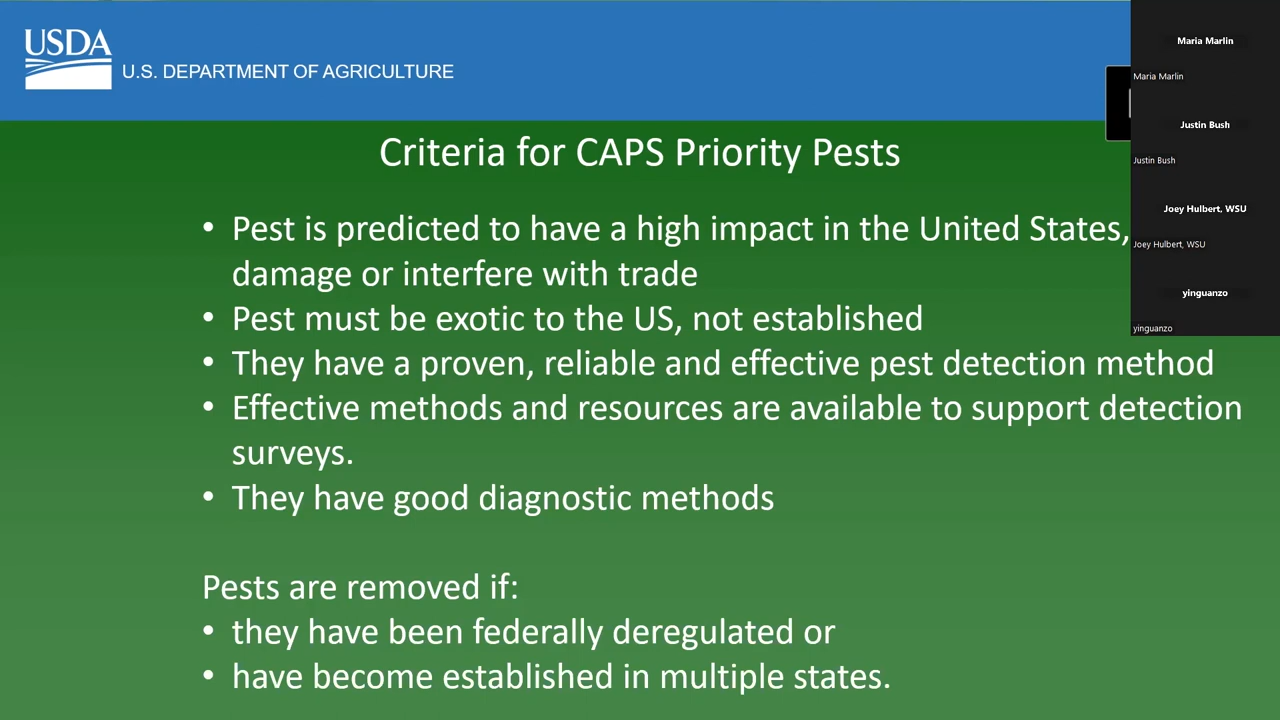 USDA
U.S. DEPARTMENT OF AGRICULTURE
Criteria for CAPS Priority Pests
• Pest is predicted to have a high impact in the United States,
damage or interfere with trade
• Pest must be exotic to the US, not established
• They have a proven, reliable and effective pest detection method
• Effective methods and resources are available to support detection
surveys.
• They have good diagnostic methods
Pests are removed if:
• they have been federally deregulated or
• have become established in multiple states.
Maria Marlin
Maria Marlin
Justin Bush
Justin Bush
Joey Hulbert, WSU
Joey Hulbert, WSU
yinguanzo
yinguanzo